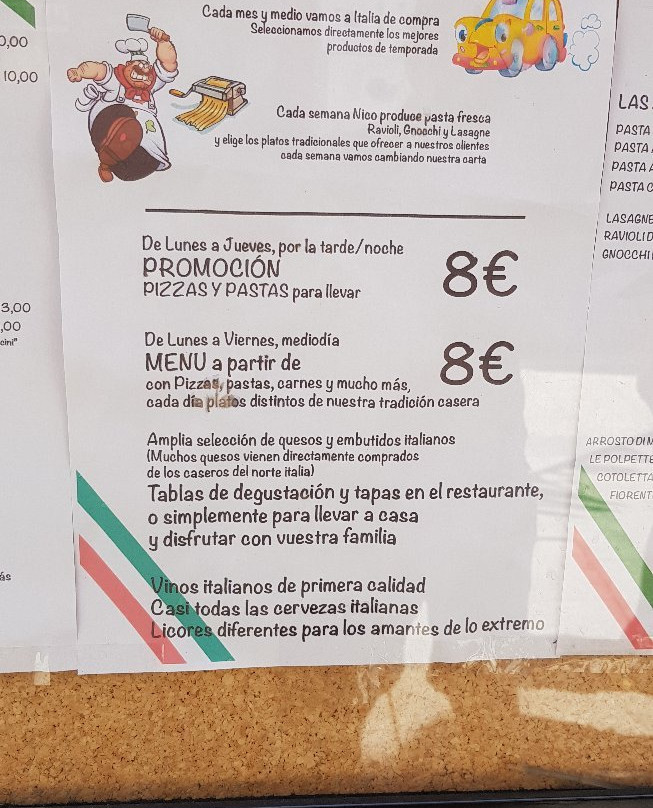 0,00
10,00
3,00
,00
cini"
ás
Cada mes y medio vamos a Italia de compra
Seleccionamos directamente los mejores
productos de temporada
Cada semana Nico produce pasta fresca
Ravioli, Gnocchi y Lasagne
y elige los platos tradicionales que ofrecer a nuestros clientes
cada semana vamos cambiando nuestra carta
De Lunes a Jueves, por la tarde/noche
PROMOCIÓN 8€
PIZZAS Y PASTAS para llevar
De Lunes a Viernes, mediodía
MENU a partir de 8€
con Pizzas, pastas, carnes y mucho más,
cada día platos distintos de nuestra tradición casera
Amplia selección de quesos y embutidos italianos
(Muchos quesos vienen directamente comprados
de los caseros del norte italia)
Tablas de degustación y tapas en el restaurante,
o simplemente para llevar a casa
y disfrutar con vuestra familia
Vinos italianos de primera calidad
Casi todas las cervezas italianas
Licores diferentes para los amantes de lo extremo
LAS
PASTA
PASTA
PASTA A
PASTA C
LASAGNE
RAVIOLI D
GNOCCHI
ARROSTO DI M
LE POLPETTE
COTOLETTA
FIORENT